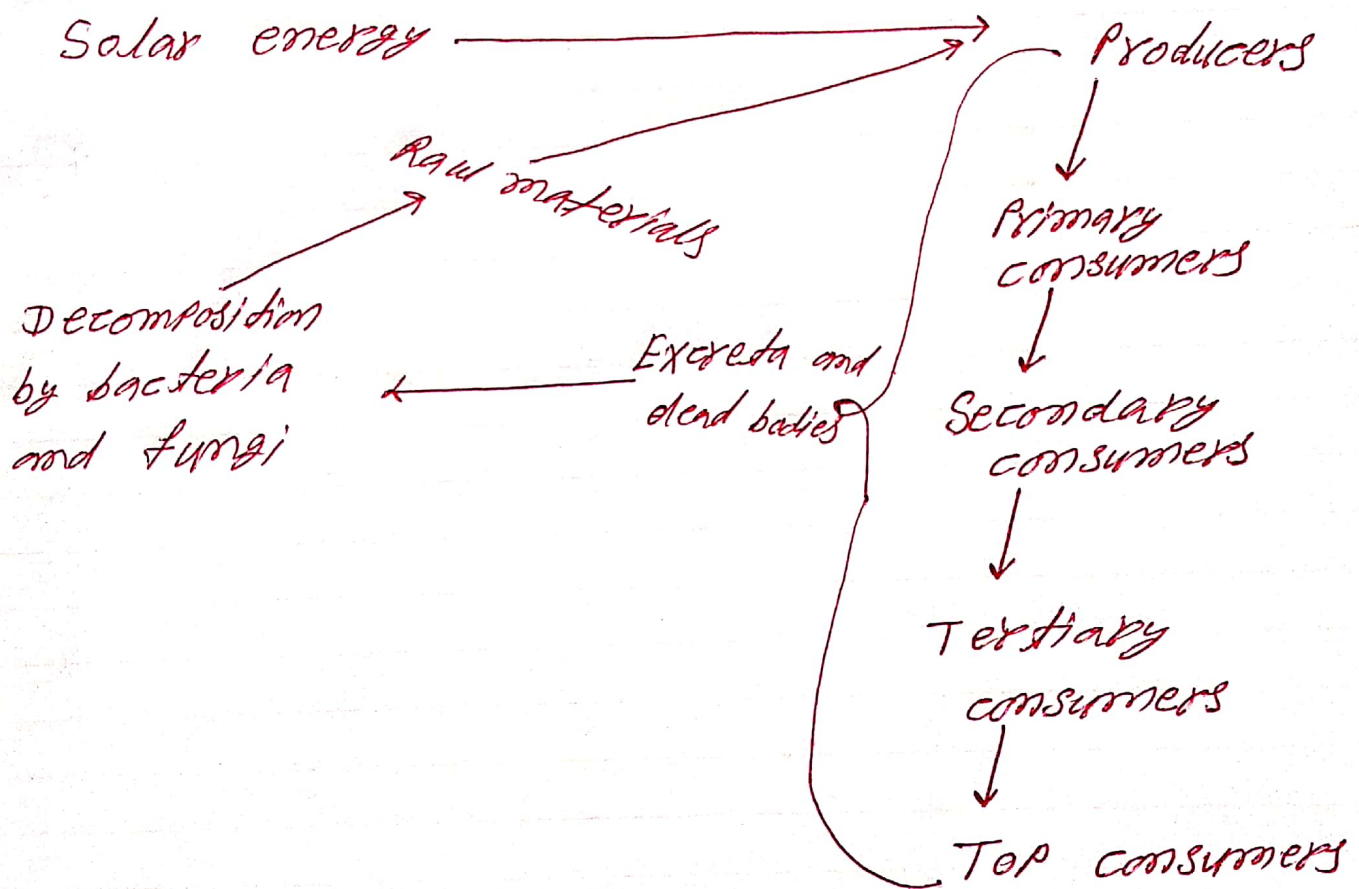 Solar energy
Producers
Raw materials
Primary
consumers
Decomposition
by bacteria
and fungi
Excreta and
dead bodies
Secondary
consumers
Tertiary
consumers
Top consumers